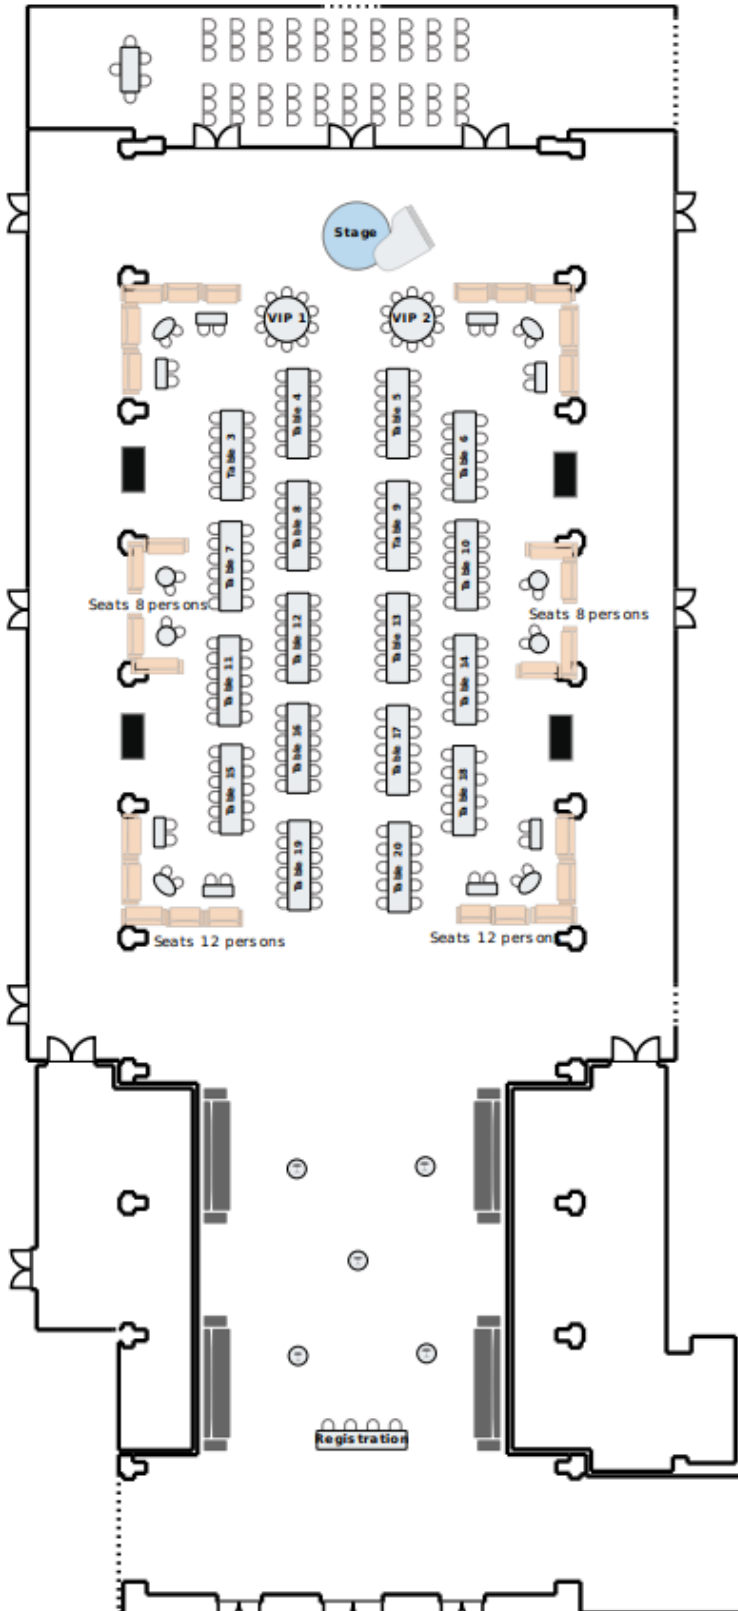 Stage
VIP 1
VIP 2
Table 4
Table 5
Table 3
Table 6
Table 8
Table 9
Table 7
Table 10
Seats 8 persons
Seats 8 persons
Table 12
Table 13
Table 11
Table 14
Table 16
Table 17
Table 15
Table 18
Table 19
Table 20
Seats 12 persons
Seats 12 persons
Registration